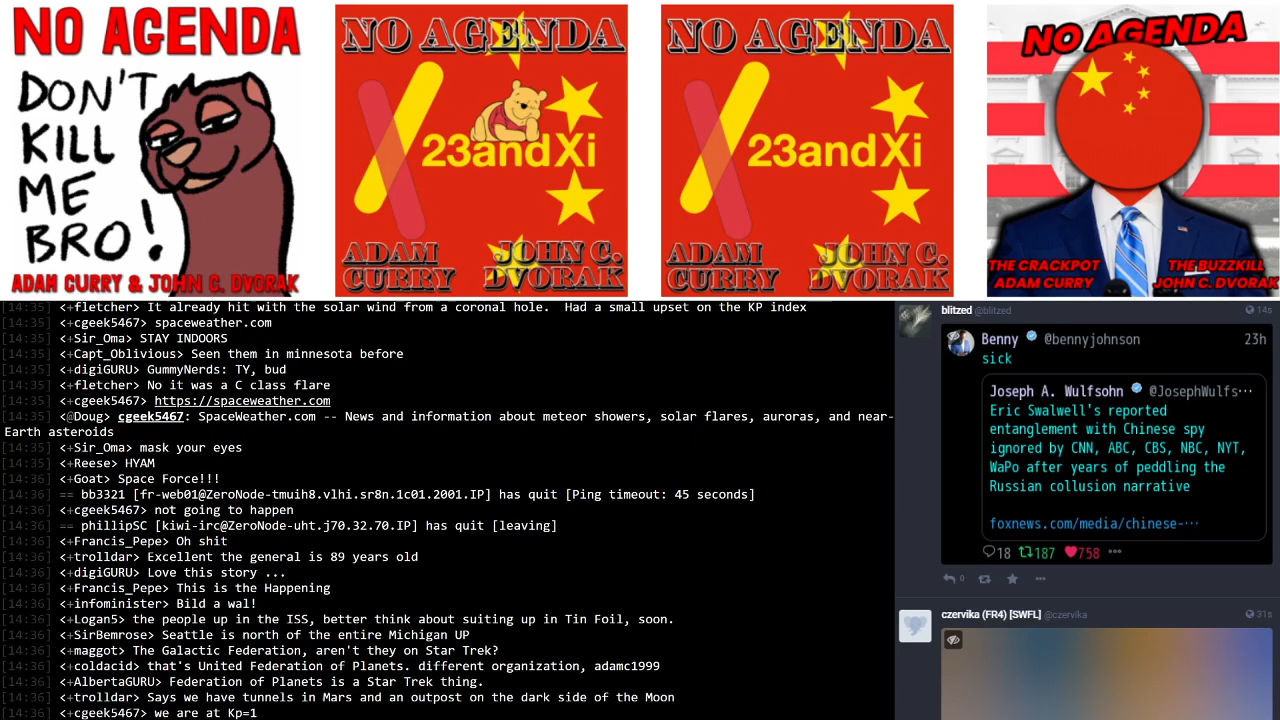 NO AGENDA
DON'T
KILL
ME
BRO!
ADAM CURRY & JOHN C. DVORAK
NO AGENDA
23andXi
ADAM CURRY
JOHN C. DVORAK
NO AGENDA
23andXi
ADAM CURRY
JOHN C. DVORAK
NO AGENDA
THE CRACKPOT
ADAM CURRY
THE BUZZKILL
JOHN C. DVORAK
[14:35] <+fletcher> It already hit with the solar wind from a coronal hole.  Had a small upset on the KP index
[14:35] <+cgeek5467> spaceweather.com
[14:35] <+Sir_Oma> STAY INDOORS
[14:35] <+Capt_Oblivious> Seen them in minnesota before
[14:35] <+digiGURU> GummyNerds: TY, bud
[14:35] <+fletcher> No it was a C class flare
[14:35] <+cgeek5467> https://spaceweather.com
[14:35] <@Doug> cgeek5467: SpaceWeather.com -- News and information about meteor showers, solar flares, auroras, and near-
Earth asteroids
[14:35] <+Sir_Oma> mask your eyes
[14:35] <+Reese> HYAM
[14:36] <+Goat> Space Force!!!
[14:36] == bb3321 [fr-web01@ZeroNode-tmuih8.vlhi.sr8n.1c01.2001.IP] has quit [Ping timeout: 45 seconds]
[14:36] <+cgeek5467> not going to happen
[14:36] == phillipSC [kiwi-irc@ZeroNode-uht.j70.32.70.IP] has quit [leaving]
[14:36] <+Francis_Pepe> Oh shit
[14:36] <+trolldar> Excellent the general is 89 years old
[14:36] <+digiGURU> Love this story ...
[14:36] <+Francis_Pepe> This is the Happening
[14:36] <+infominister> Bild a wal!
[14:36] <+Logan5> the people up in the ISS, better think about suiting up in Tin Foil, soon.
[14:36] <+SirBemrose> Seattle is north of the entire Michigan UP
[14:36] <+maggot> The Galactic Federation, aren't they on Star Trek?
[14:36] <+coldacid> that's United Federation of Planets. different organization, adamc1999
[14:36] <+AlbertaGURU> Federation of Planets is a Star Trek thing.
[14:36] <+trolldar> Says we have tunnels in Mars and an outpost on the dark side of the Moon
[14:36] <+cgeek5467> we are at Kp=1
blitzed @blitzed 14s
Benny @bennyjohnson 23h
sick
Joseph A. Wulfsohn @JosephWulfs···
Eric Swalwell's reported
entanglement with Chinese spy
ignored by CNN, ABC, CBS, NBC, NYT,
WaPo after years of peddling the
Russian collusion narrative
foxnews.com/media/chinese-···
18 187 758 •••
0
czervika (FR4) [SWFL] @czervika 31s